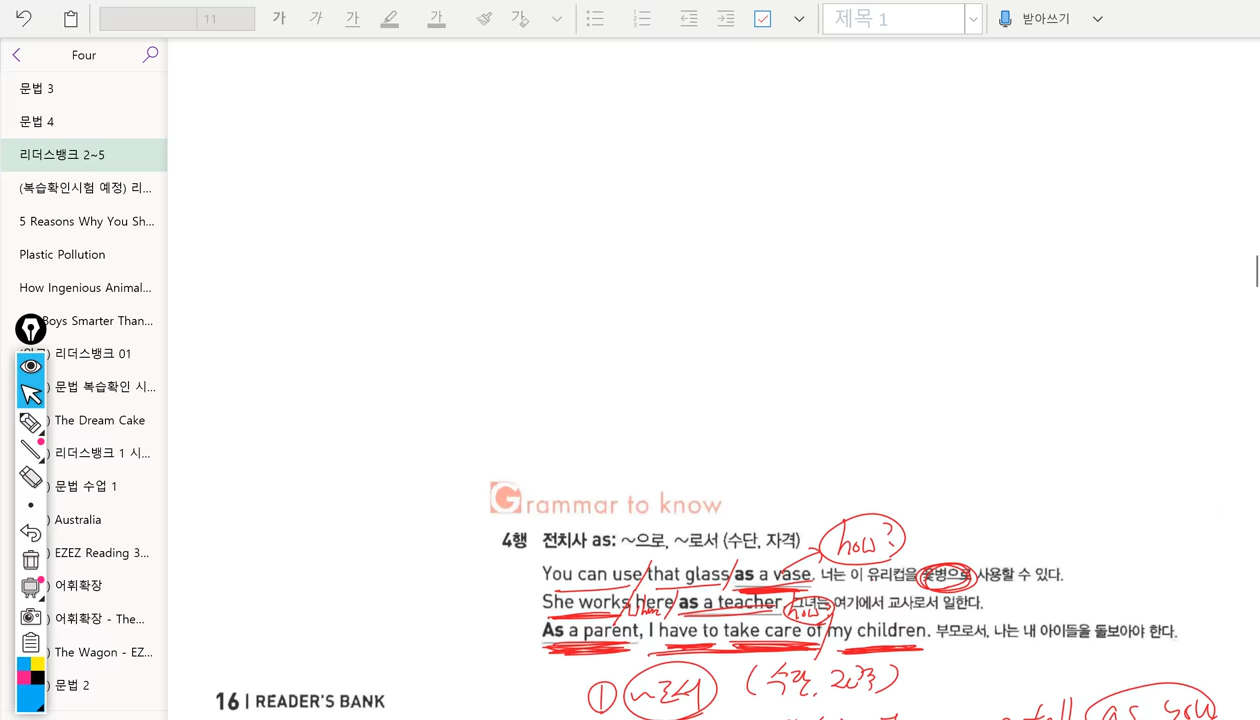 11 가 가 가 가 가 제목 1 받아쓰기
Four
문법 3
문법 4
리더스뱅크 2~5
(복습확인시험 예정) 리...
5 Reasons Why You Sh...
Plastic Pollution
How Ingenious Animal...
Boys Smarter Than...
) 리더스뱅크 01
) 문법 복습확인 시...
) The Dream Cake
) 리더스뱅크 1 시...
) 문법 수업 1
) Australia
) EZEZ Reading 3...
) 어휘확장
) 어휘확장 - The...
) The Wagon - EZ...
) 문법 2
Grammar to know
4행 전치사 as: ~으로, ~로서 (수단, 자격)
how?
You can use that glass as a vase. 너는 이 유리컵을 꽃병으로 사용할 수 있다.
She works here as a teacher. 그녀는 여기에서 교사로서 일한다.
how
As a parent, I have to take care of my children. 부모로서, 나는 내 아이들을 돌보아야 한다.
① ~로서 (수단, 자격)
as you
16 | READER'S BANK